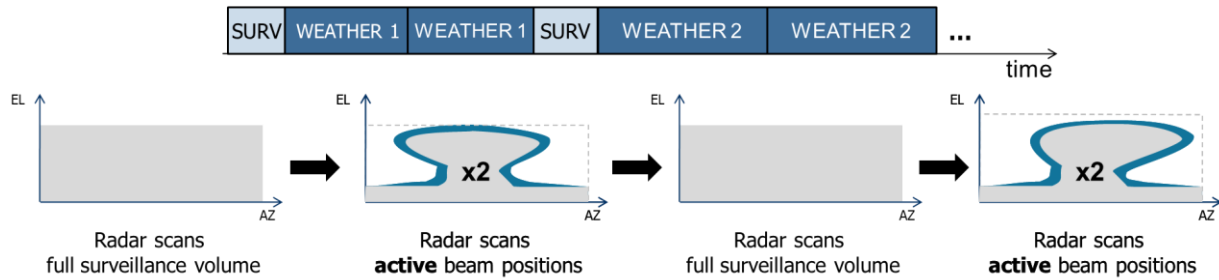 SURV WEATHER 1 WEATHER 1 SURV WEATHER 2 WEATHER 2 ...
time
EL EL EL EL
x2 x2
AZ AZ AZ AZ
Radar scans
full surveillance volume
Radar scans
active beam positions
Radar scans
full surveillance volume
Radar scans
active beam positions